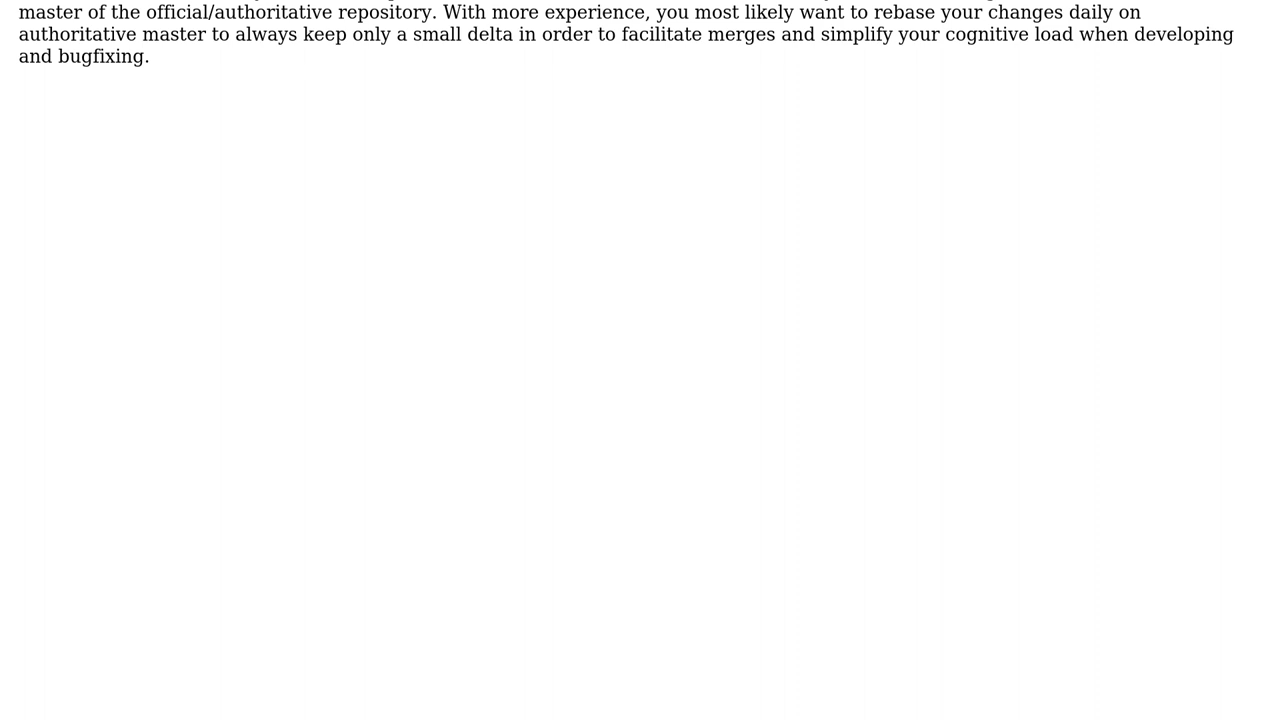 master of the official/authoritative repository. With more experience, you most likely want to rebase your changes daily on
authoritative master to always keep only a small delta in order to facilitate merges and simplify your cognitive load when developing
and bugfixing.